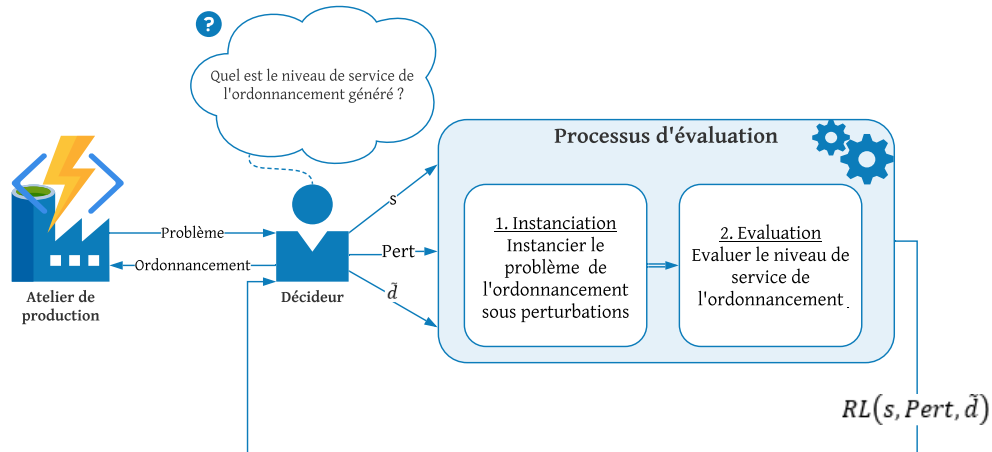 ?
Quel est le niveau de service de
l'ordonnancement généré ?
Processus d'évaluation
s
1. Instanciation
Instancier le
problème de
l'ordonnancement
sous perturbations
2. Evaluation
Evaluer le niveau de
service de
l'ordonnancement .
Problème
Pert
Ordonnancement
d̃
Atelier de
production
Décideur
RL(s, Pert, d̃)